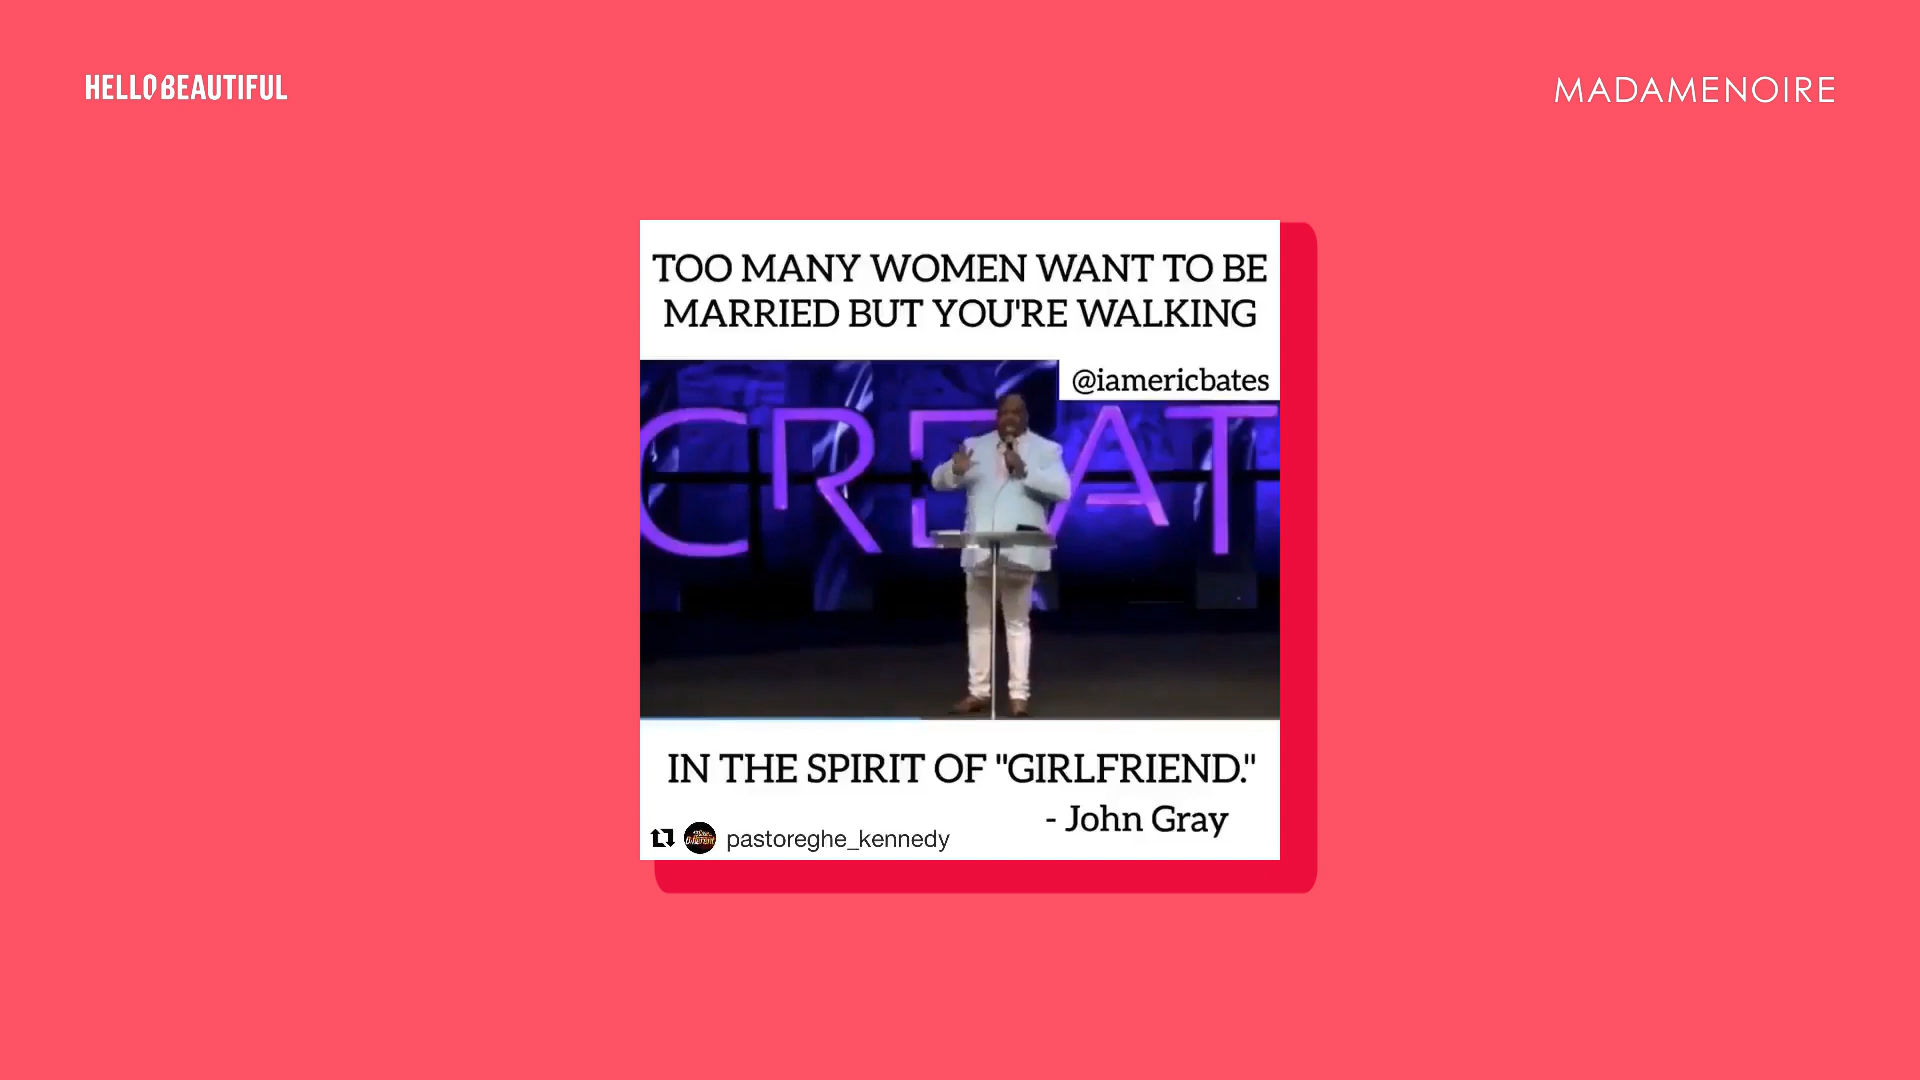 HELLOBEAUTIFUL
MADAMENOIRE
TOO MANY WOMEN WANT TO BE
MARRIED BUT YOU'RE WALKING
@iamericbates
CREAT
IN THE SPIRIT OF "GIRLFRIEND."
- John Gray
pastoreghe_kennedy